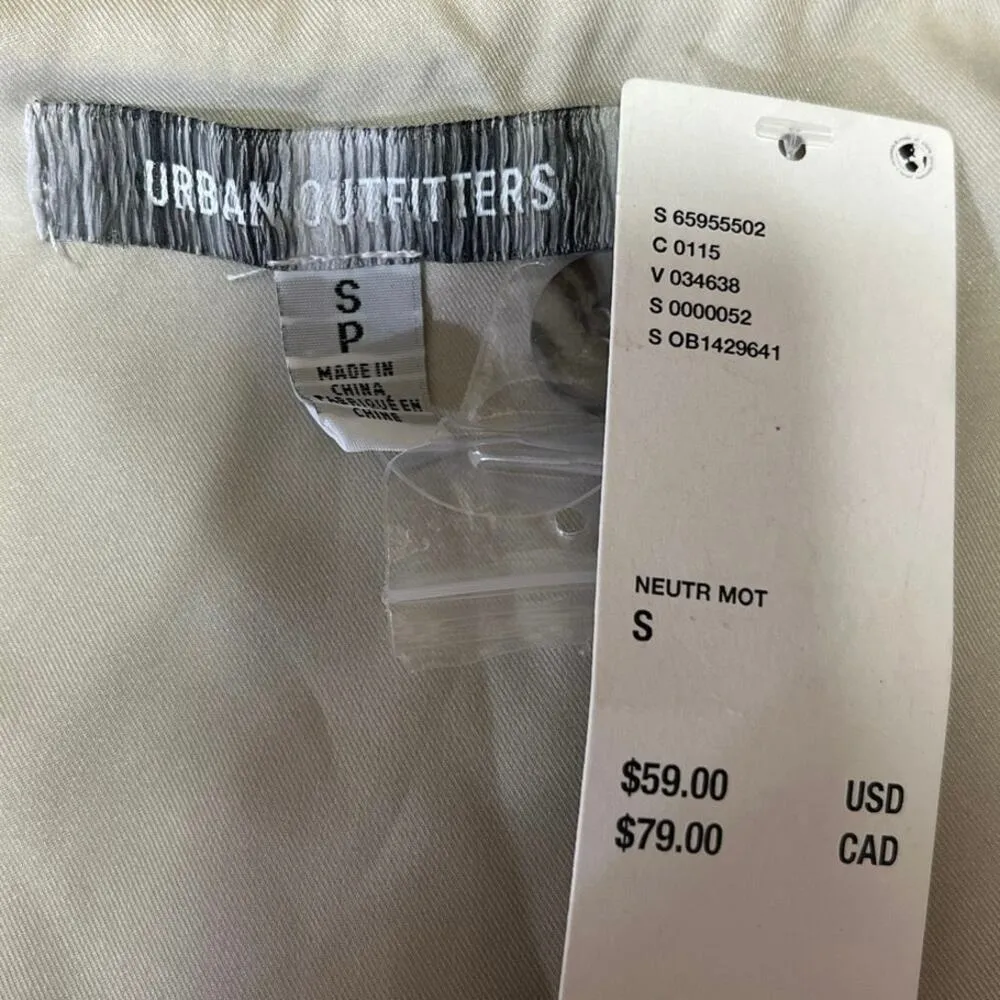 URBAN OUTFITTERS
S
P
MADE IN
CHINA
FABRIQUÉ EN
CHINE
S 65955502
C 0115
V 034638
S 0000052
S OB1429641
NEUTR MOT
S
$59.00 USD
$79.00 CAD